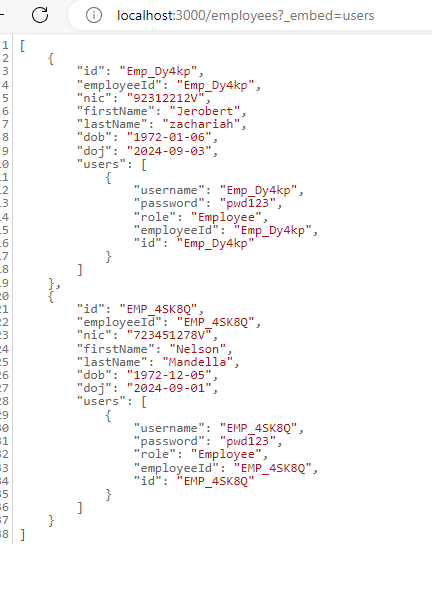 localhost:3000/employees?_embed=users
1 [
2 {
3 "id": "Emp_Dy4kp",
4 "employeeId": "Emp_Dy4kp",
5 "nic": "92312212V",
6 "firstName": "Jerobert",
7 "lastName": "zachariah",
8 "dob": "1972-01-06",
9 "doj": "2024-09-03",
10 "users": [
11 {
12 "username": "Emp_Dy4kp",
13 "password": "pwd123",
14 "role": "Employee",
15 "employeeId": "Emp_Dy4kp",
16 "id": "Emp_Dy4kp"
17 }
18 ]
19 },
20 {
21 "id": "EMP_4SK8Q",
22 "employeeId": "EMP_4SK8Q",
23 "nic": "723451278V",
24 "firstName": "Nelson",
25 "lastName": "Mandella",
26 "dob": "1972-12-05",
27 "doj": "2024-09-01",
28 "users": [
29 {
30 "username": "EMP_4SK8Q",
31 "password": "pwd123",
32 "role": "Employee",
33 "employeeId": "EMP_4SK8Q",
34 "id": "EMP_4SK8Q"
35 }
36 ]
37 }
38 ]